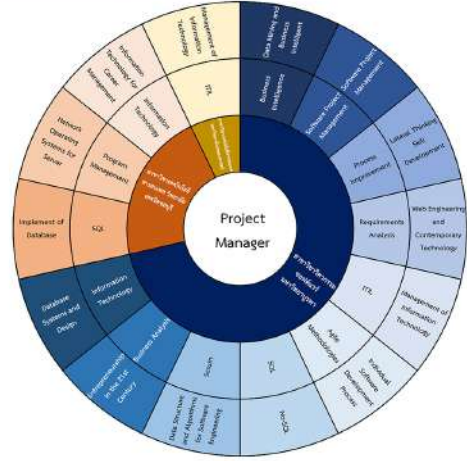 Project
Manager
Data Mining and
Business
Intelligent
Business
Intelligence
Software Project
Management
Software Project
Management
Lateral Thinking
Skill
Development
Process
Improvement
Web Engineering
and
Contemporary
Technology
Requirements
Analysis
Management of
Information
Technology
ITIL
Individual
Software
Development
Process
Agile
Methodologies
NoSQL
SQL
Data Structure
and Algorithms
for Software
Engineering
Scrum
Entrepreneurship
in the 21st
Century
Business Analysis
Database
Systems and
Design
Information
Technology
Implement of
Database
SQL
Network
Operating
Systems for
Server
Program
Management
Information
Technology for
Career
Management
Information
Technology
Management of
Information
Technology
ITIL